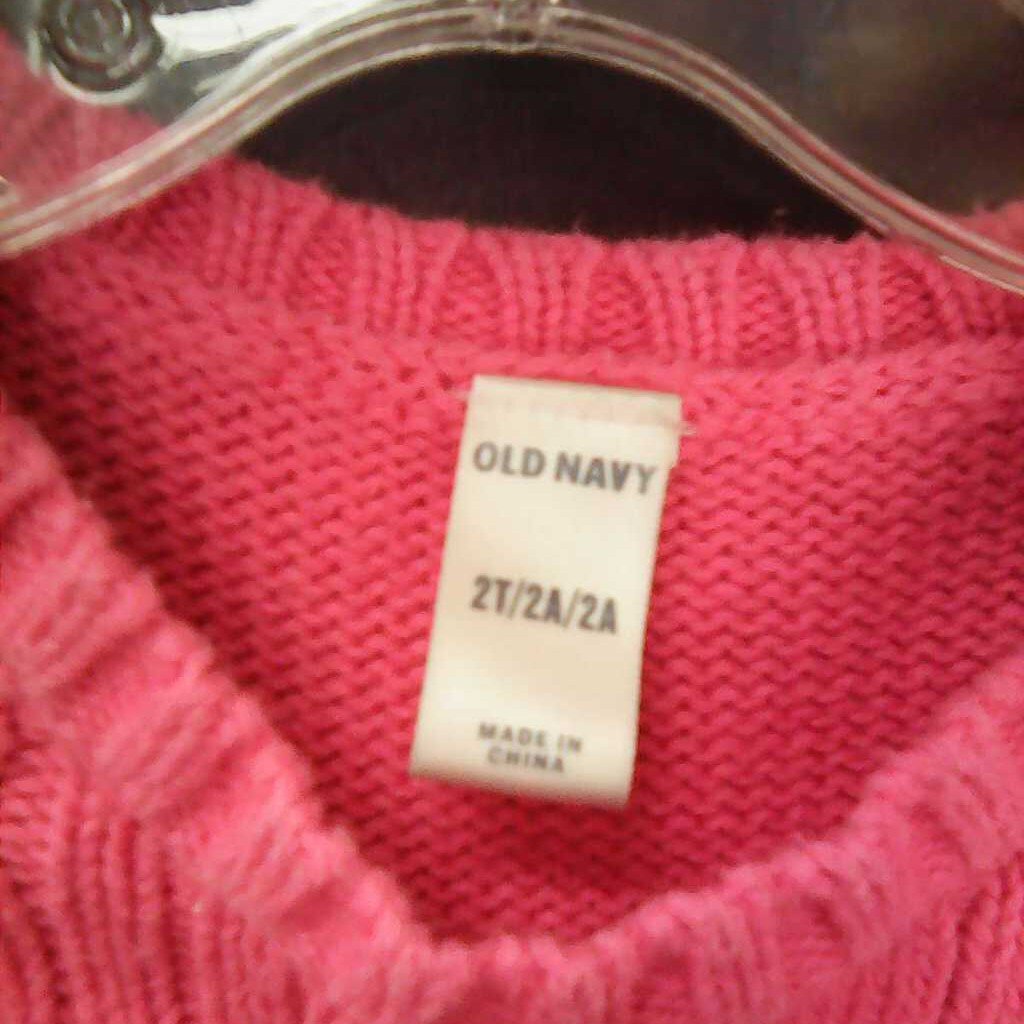 OLD NAVY
2T/2A/2A
MADE IN
CHINA